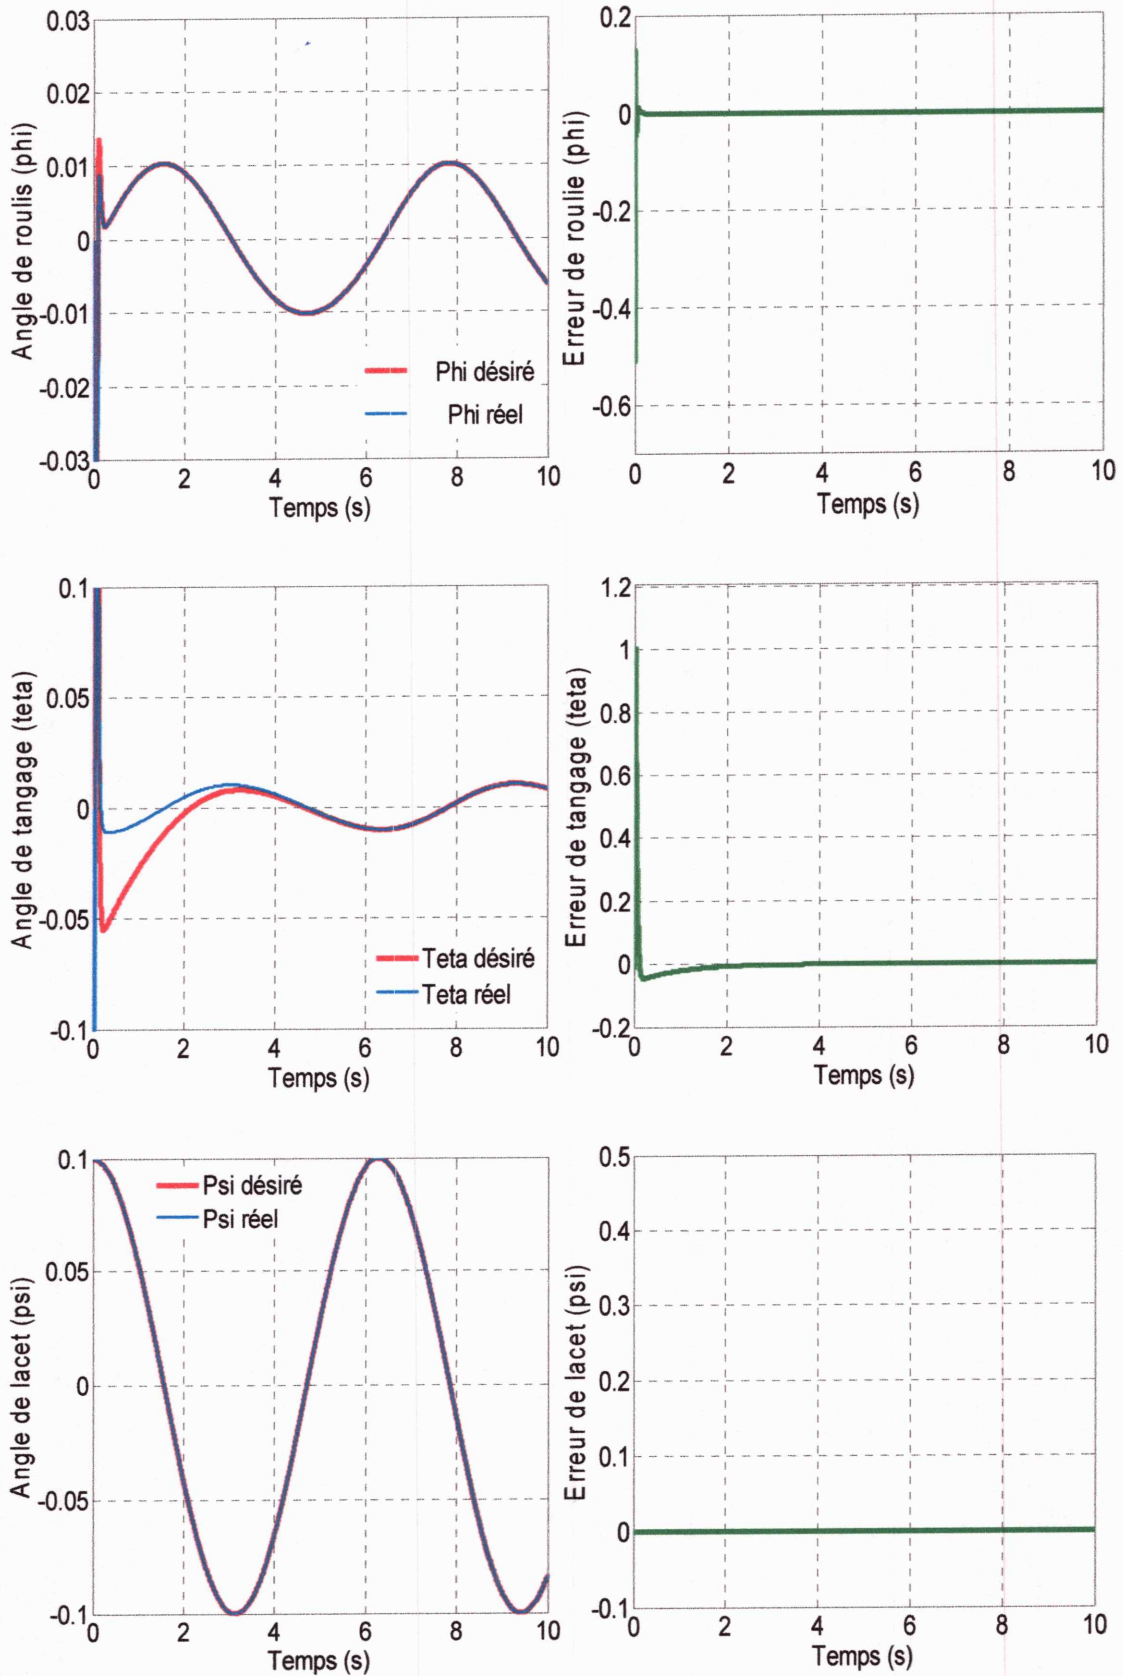 0.03
0.02
0.01
0
-0.01
-0.02
-0.03
Angle de roulis (phi)
Phi désiré
Phi réel
0 2 4 6 8 10
Temps (s)
0.2
0
-0.2
-0.4
-0.6
Erreur de roulie (phi)
0 2 4 6 8 10
Temps (s)
0.1
0.05
0
-0.05
-0.1
Angle de tangage (teta)
Teta désiré
Teta réel
0 2 4 6 8 10
Temps (s)
1.2
1
0.8
0.6
0.4
0.2
0
-0.2
Erreur de tangage (teta)
0 2 4 6 8 10
Temps (s)
0.1
0.05
0
-0.05
-0.1
Angle de lacet (psi)
Psi désiré
Psi réel
0 2 4 6 8 10
Temps (s)
0.5
0.4
0.3
0.2
0.1
0
-0.1
Erreur de lacet (psi)
0 2 4 6 8 10
Temps (s)